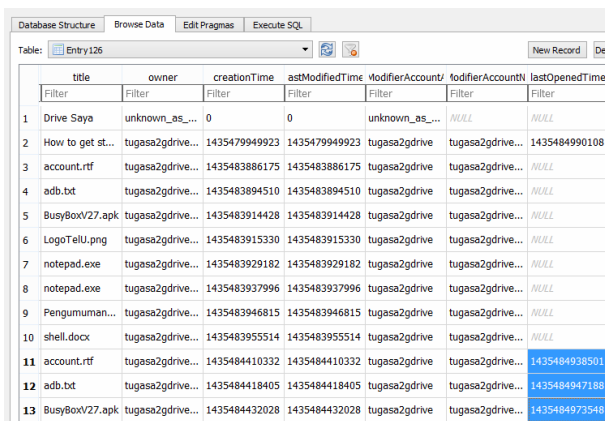 Database Structure Browse Data Edit Pragmas Execute SQL
Table: Entry126 New Record De
title owner creationTime astModifiedTime ModifierAccount ModifierAccountN lastOpenedTime
Filter Filter Filter Filter Filter Filter Filter
1 Drive Saya unknown_as_... 0 0 unknown_as_... NULL NULL
2 How to get st... tugasa2gdrive... 1435479949923 1435479949923 tugasa2gdrive tugasa2gdrive... 1435484990108
3 account.rtf tugasa2gdrive... 1435483886175 1435483886175 tugasa2gdrive tugasa2gdrive... NULL
4 adb.txt tugasa2gdrive... 1435483894510 1435483894510 tugasa2gdrive tugasa2gdrive... NULL
5 BusyBoxV27.apk tugasa2gdrive... 1435483914428 1435483914428 tugasa2gdrive tugasa2gdrive... NULL
6 LogoTelU.png tugasa2gdrive... 1435483915330 1435483915330 tugasa2gdrive tugasa2gdrive... NULL
7 notepad.exe tugasa2gdrive... 1435483929182 1435483929182 tugasa2gdrive tugasa2gdrive... NULL
8 notepad.exe tugasa2gdrive... 1435483937996 1435483937996 tugasa2gdrive tugasa2gdrive... NULL
9 Pengumuman... tugasa2gdrive... 1435483946815 1435483946815 tugasa2gdrive tugasa2gdrive... NULL
10 shell.docx tugasa2gdrive... 1435483955514 1435483955514 tugasa2gdrive tugasa2gdrive... NULL
11 account.rtf tugasa2gdrive... 1435484410332 1435484410332 tugasa2gdrive tugasa2gdrive... 1435484938501
12 adb.txt tugasa2gdrive... 1435484418405 1435484418405 tugasa2gdrive tugasa2gdrive... 1435484947188
13 BusyBoxV27.apk tugasa2gdrive... 1435484432028 1435484432028 tugasa2gdrive tugasa2gdrive... 1435484973548